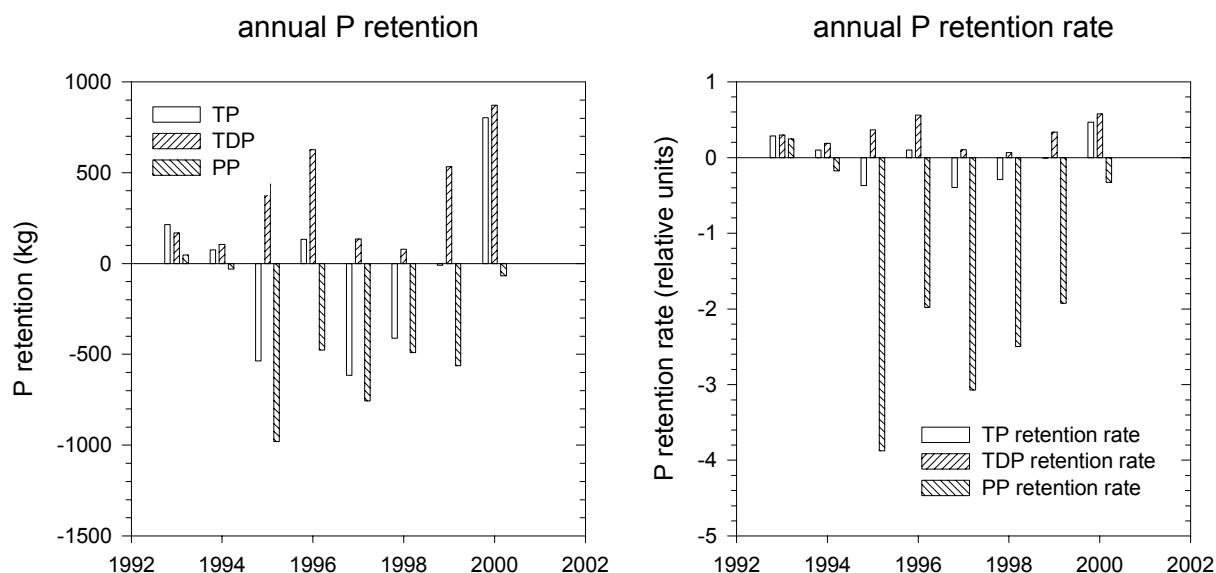 annual P retention
P retention (kg)
1000
500
0
-500
-1000
-1500
1992 1994 1996 1998 2000 2002
TP
TDP
PP
annual P retention rate
P retention rate (relative units)
1
0
-1
-2
-3
-4
-5
1992 1994 1996 1998 2000 2002
TP retention rate
TDP retention rate
PP retention rate